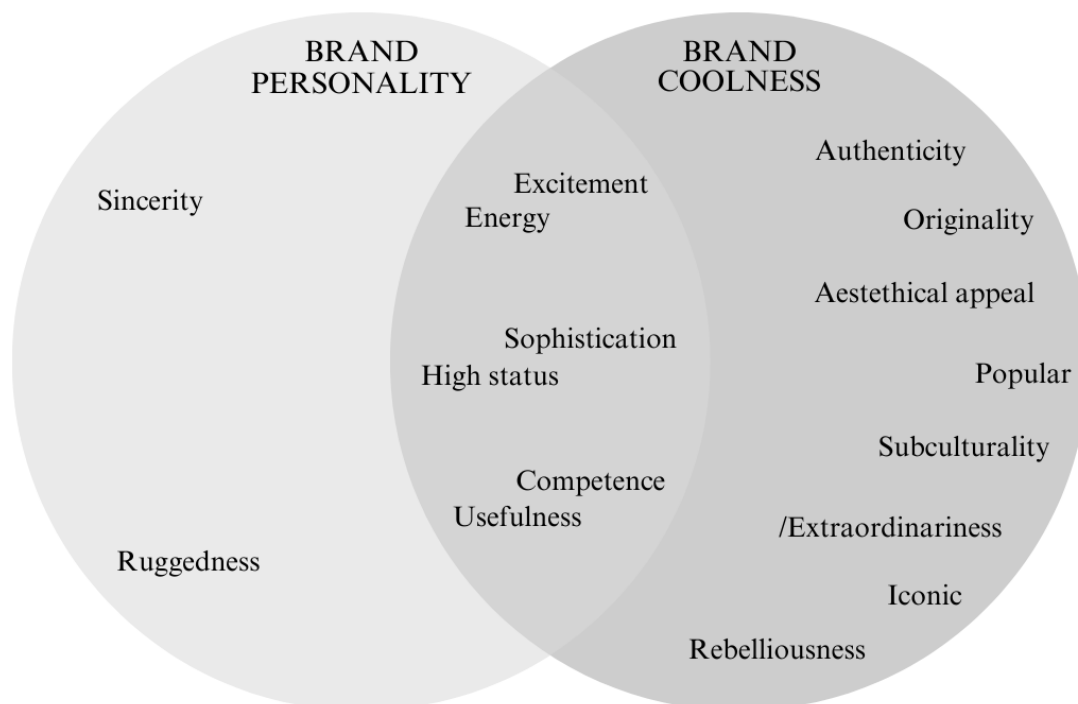 BRAND
PERSONALITY
BRAND
COOLNESS
Sincerity
Ruggedness
Excitement
Energy
Sophistication
High status
Competence
Usefulness
Authenticity
Originality
Aestethical appeal
Popular
Subculturality
/Extraordinariness
Iconic
Rebelliousness